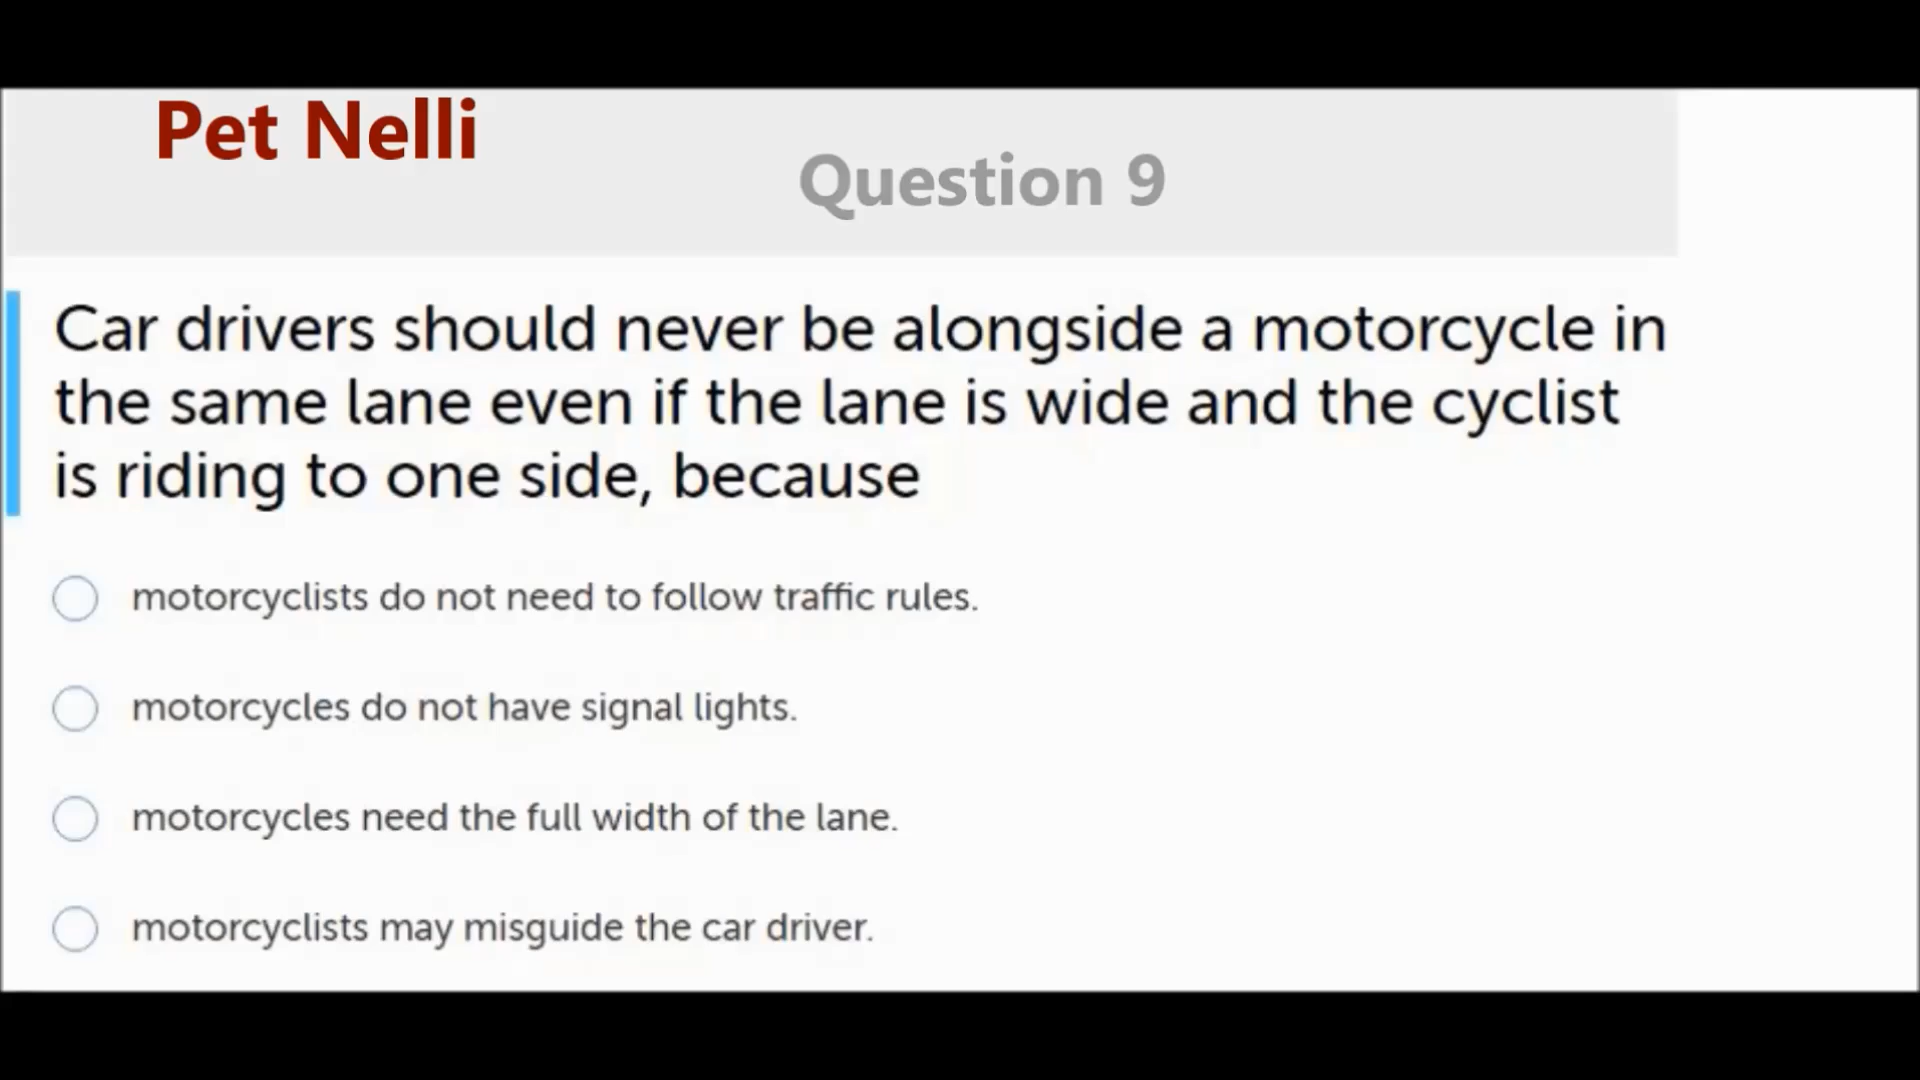 Pet Nelli
Question 9
Car drivers should never be alongside a motorcycle in
the same lane even if the lane is wide and the cyclist
is riding to one side, because
motorcyclists do not need to follow traffic rules.
motorcycles do not have signal lights.
motorcycles need the full width of the lane.
motorcyclists may misguide the car driver.